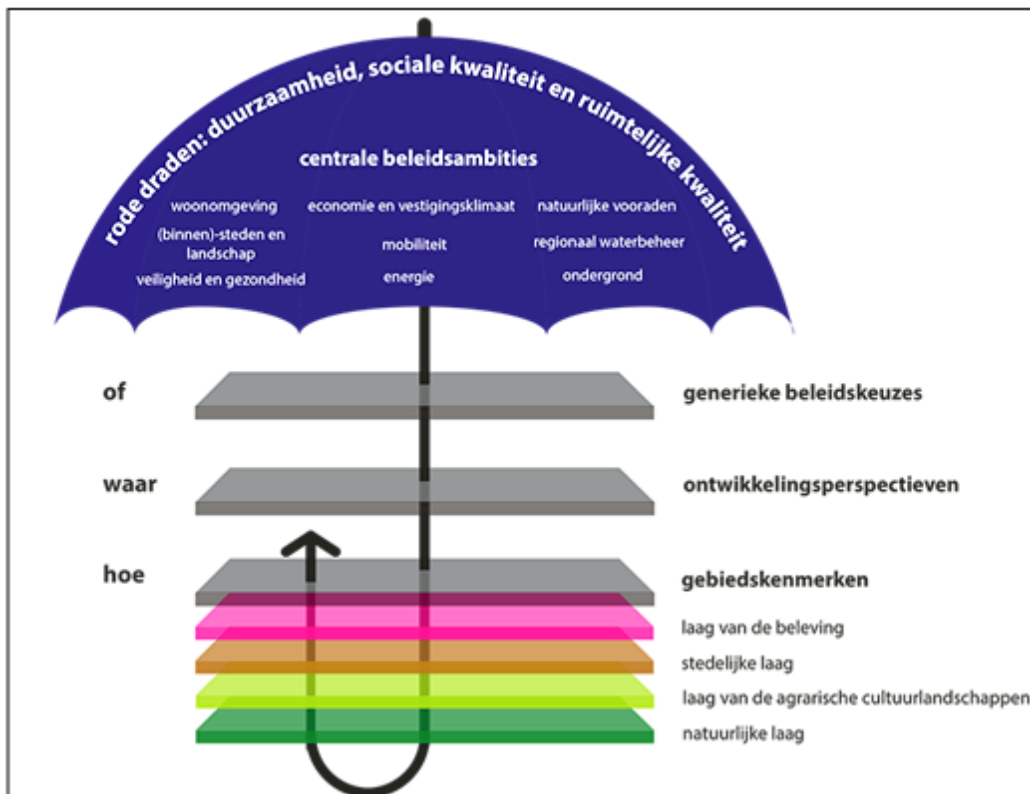 rode draden: duurzaamheid, sociale kwaliteit en ruimtelijke kwaliteit
centrale beleidsambities
woonomgeving
(binnen)-steden en
landschap
veiligheid en gezondheid
economie en vestigingsklimaat
mobiliteit
energie
natuurlijke vooraden
regionaal waterbeheer
ondergrond
of
generieke beleidskeuzes
waar
ontwikkelingsperspectieven
hoe
gebiedskenmerken
laag van de beleving
stedelijke laag
laag van de agrarische cultuurlandschappen
natuurlijke laag